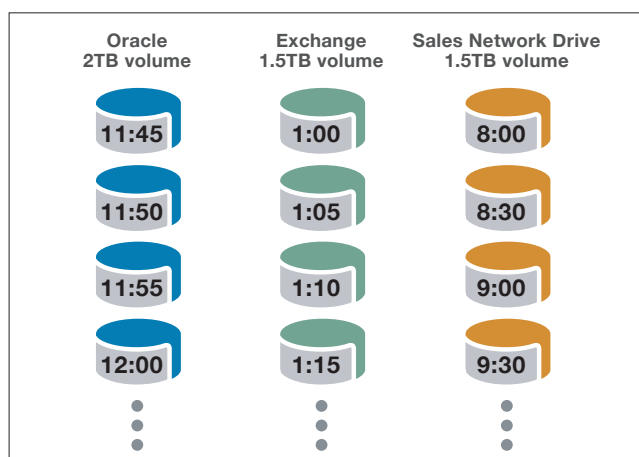 Oracle
2TB volume
Exchange
1.5TB volume
Sales Network Drive
1.5TB volume
11:45
1:00
8:00
11:50
1:05
8:30
11:55
1:10
9:00
12:00
1:15
9:30